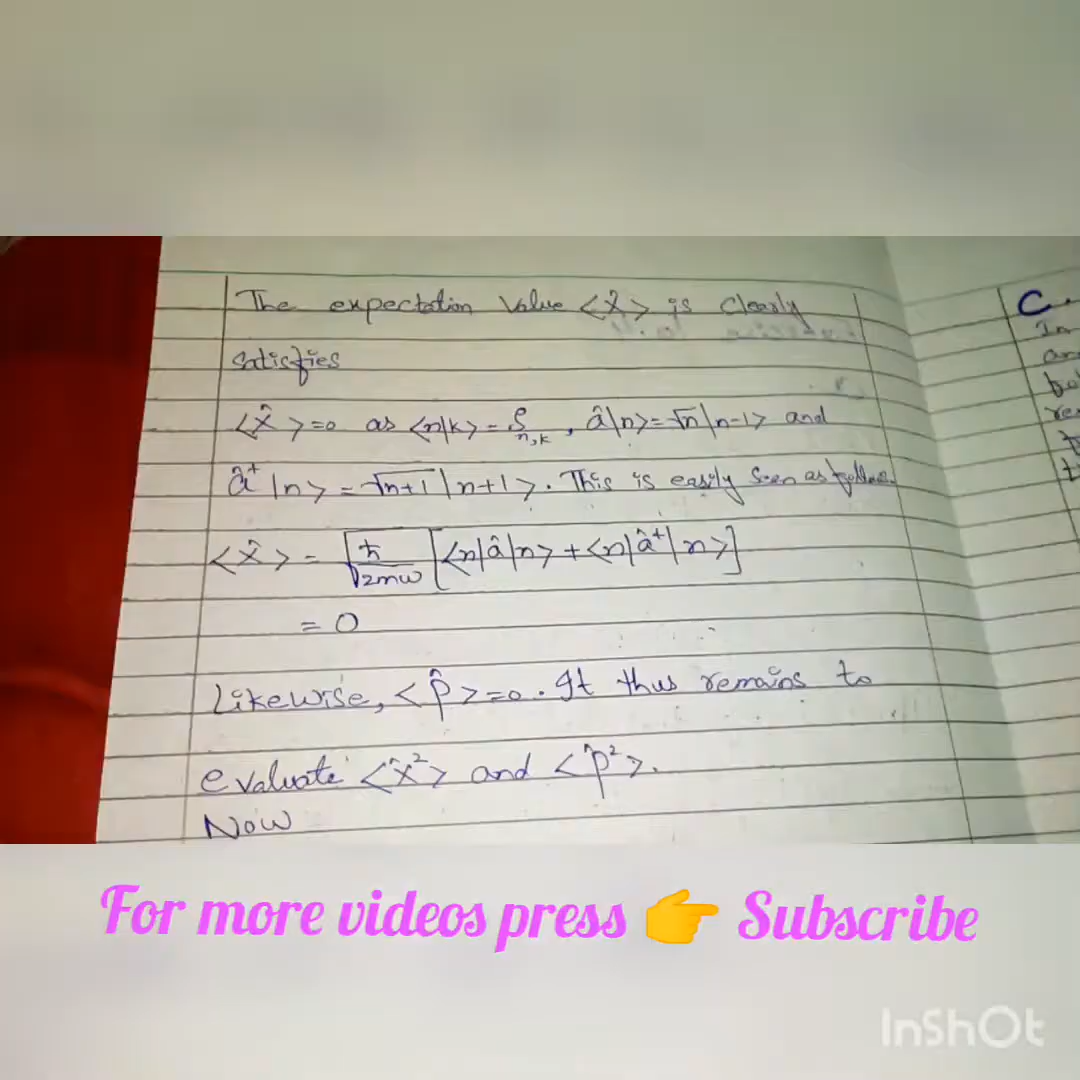 The expectation value <x̂> is clearly
satisfies
<x̂>=0 as <n|k> = δn,k, â|n>=√n|n-1> and
â⁺|n> = √n+1|n+1>. This is easily seen as follows
<x̂> = √ħ/2mω [<n|â|n> + <n|â⁺|n>]
= 0
Likewise, <p̂>=0. It thus remains to
evaluate <x̂²> and <p̂²>.
Now
C.
In
For more videos press 👉 Subscribe
InShOt